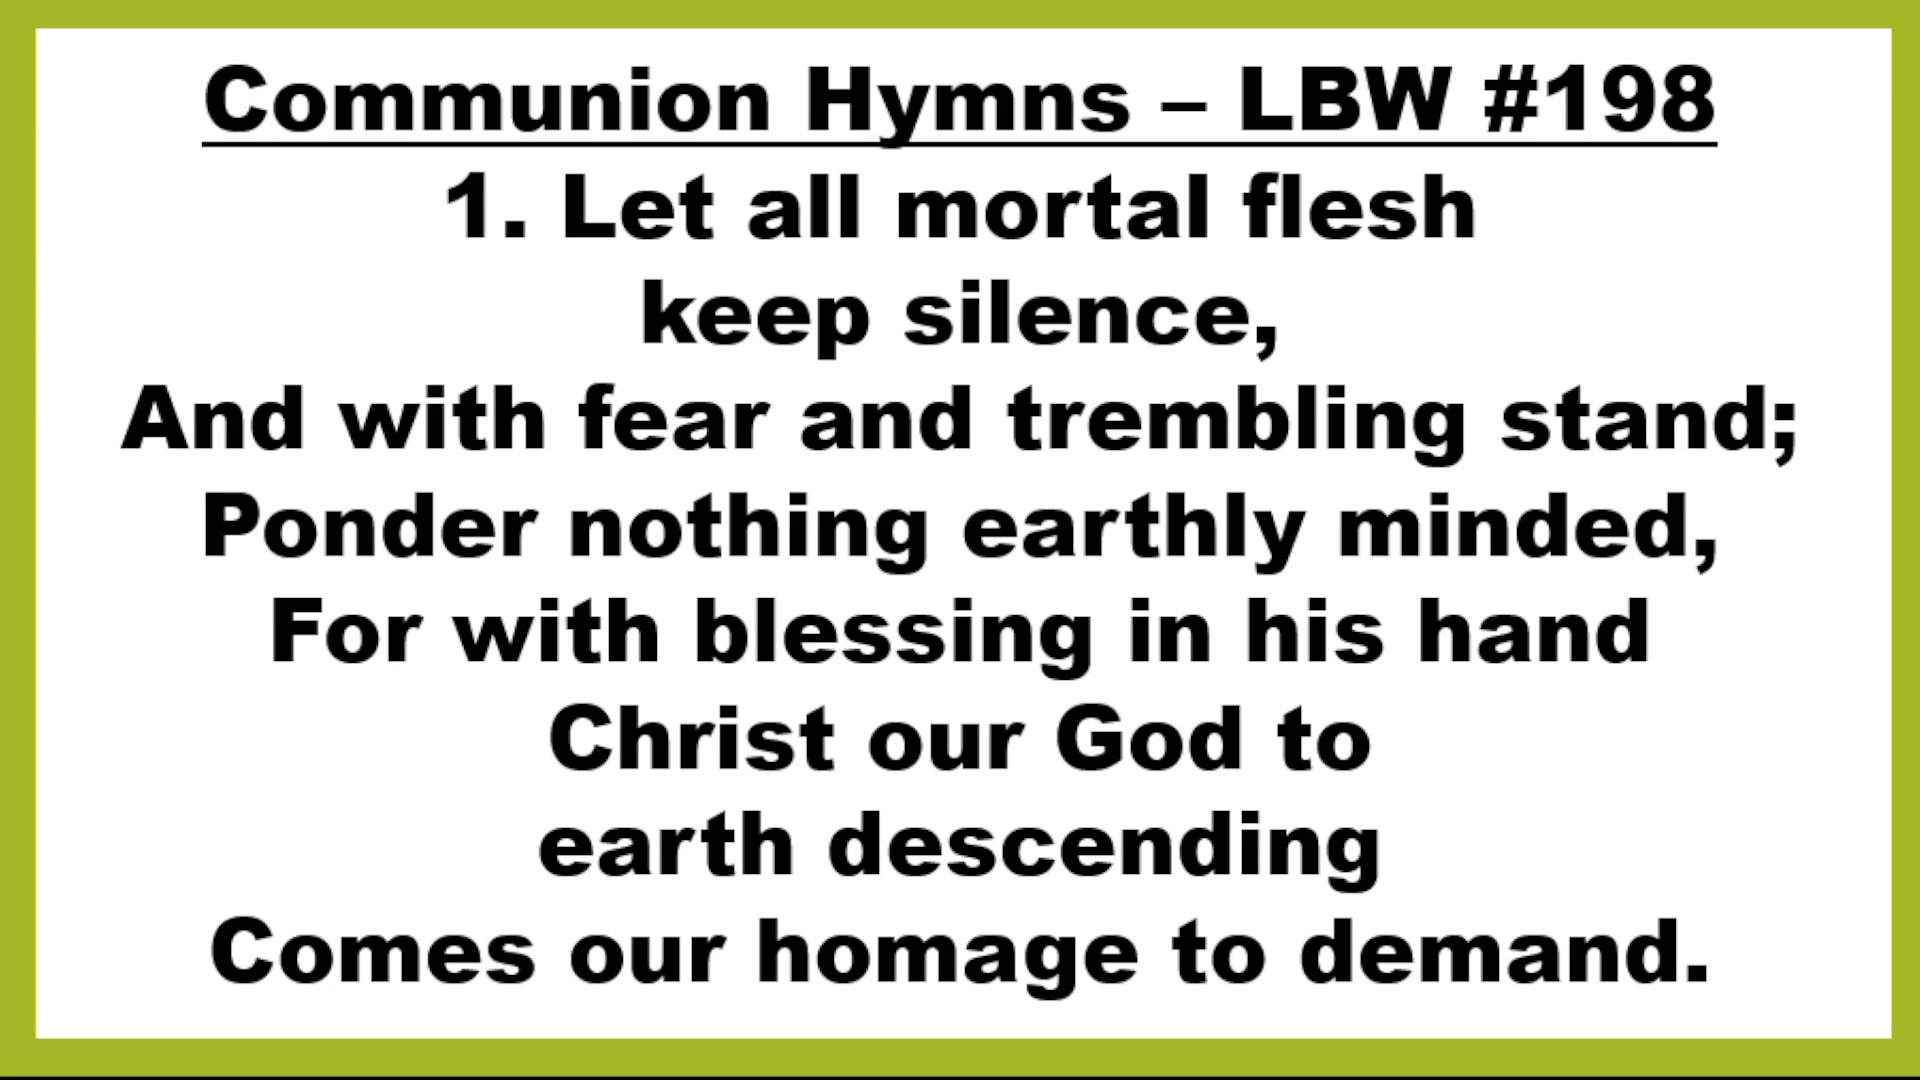 Communion Hymns – LBW #198
1. Let all mortal flesh
keep silence,
And with fear and trembling stand;
Ponder nothing earthly minded,
For with blessing in his hand
Christ our God to
earth descending
Comes our homage to demand.